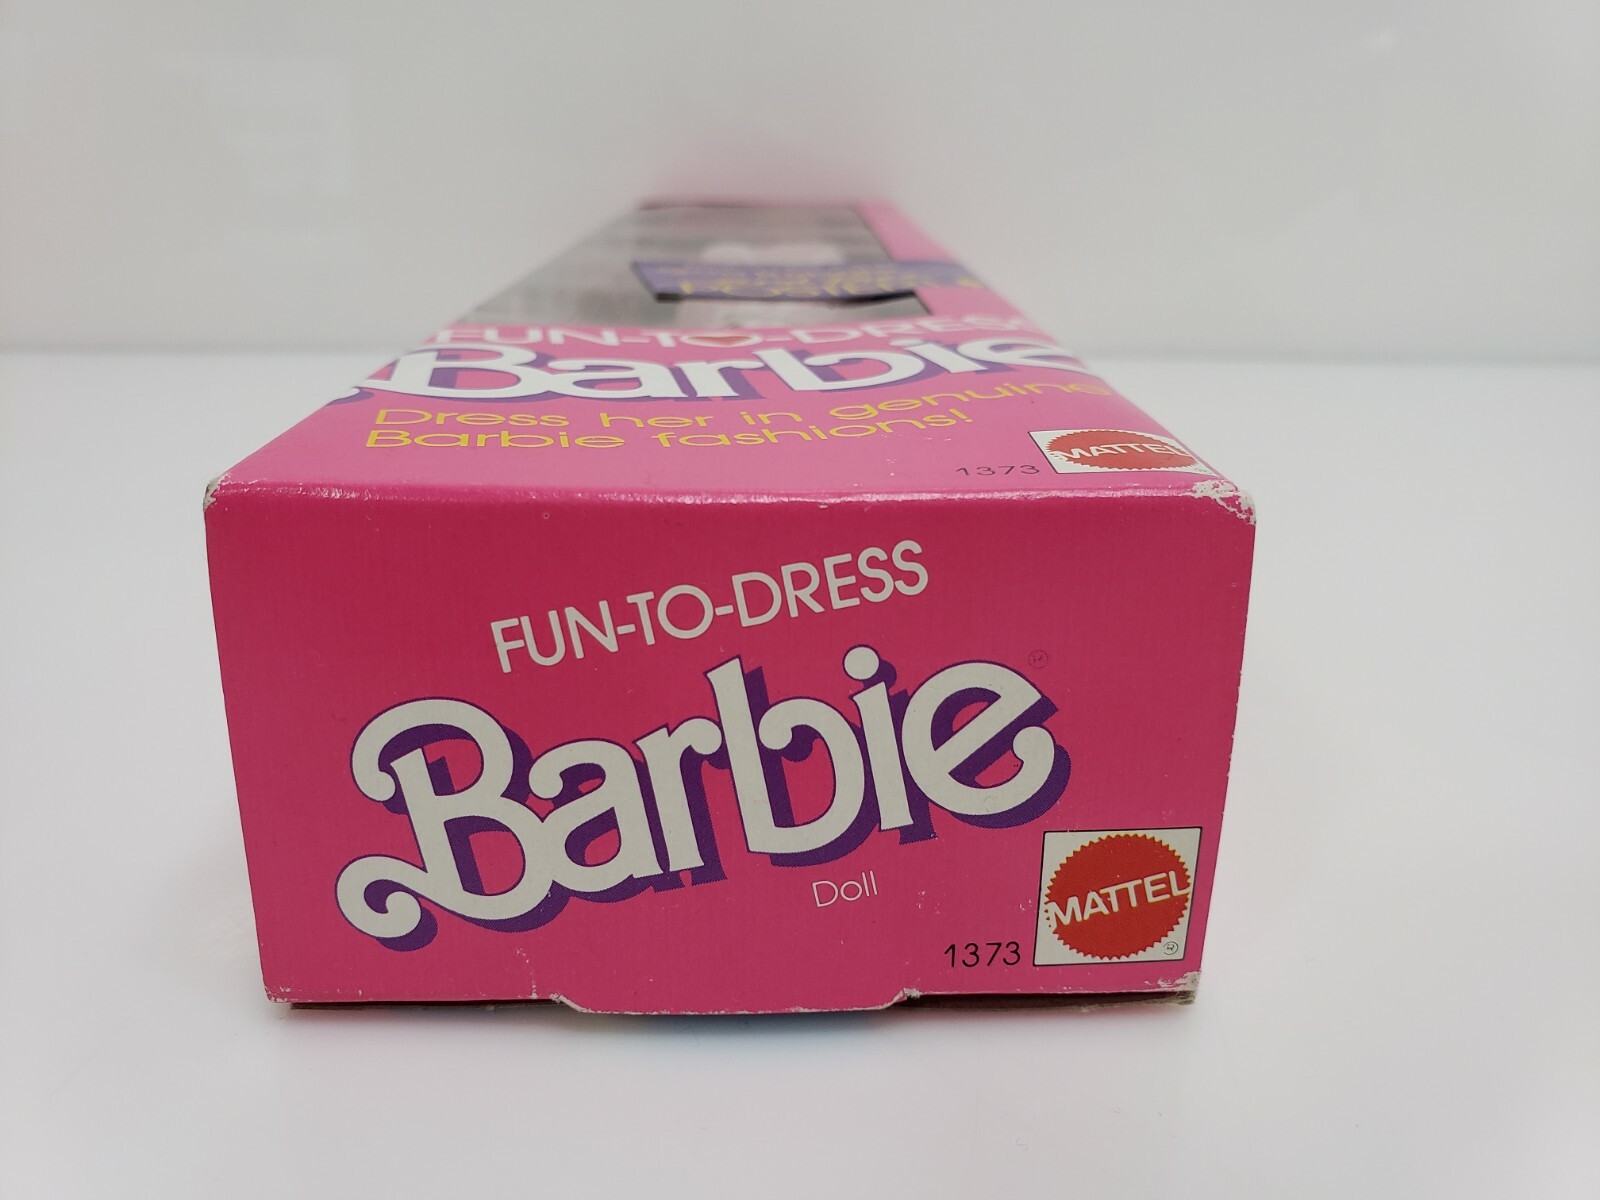 FUN-TO-DRESS
Barbie
Dress her in genuine
Barbie fashions!
1373
MATTEL
FUN-TO-DRESS
Barbie®
Doll
1373
MATTEL